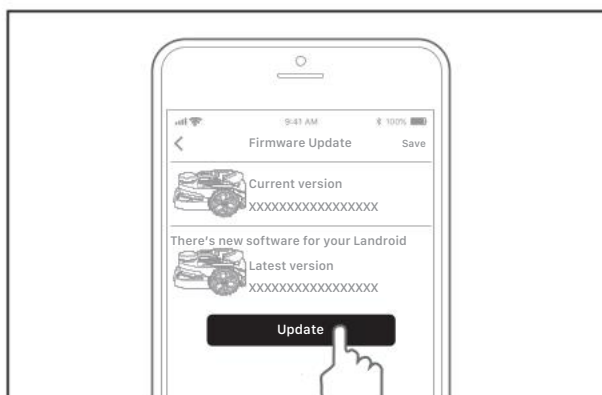 9:41 AM 100%
Firmware Update Save
Current version
XXXXXXXXXXXXXXXXX
There's new software for your Landroid
Latest version
XXXXXXXXXXXXXXXXX
Update